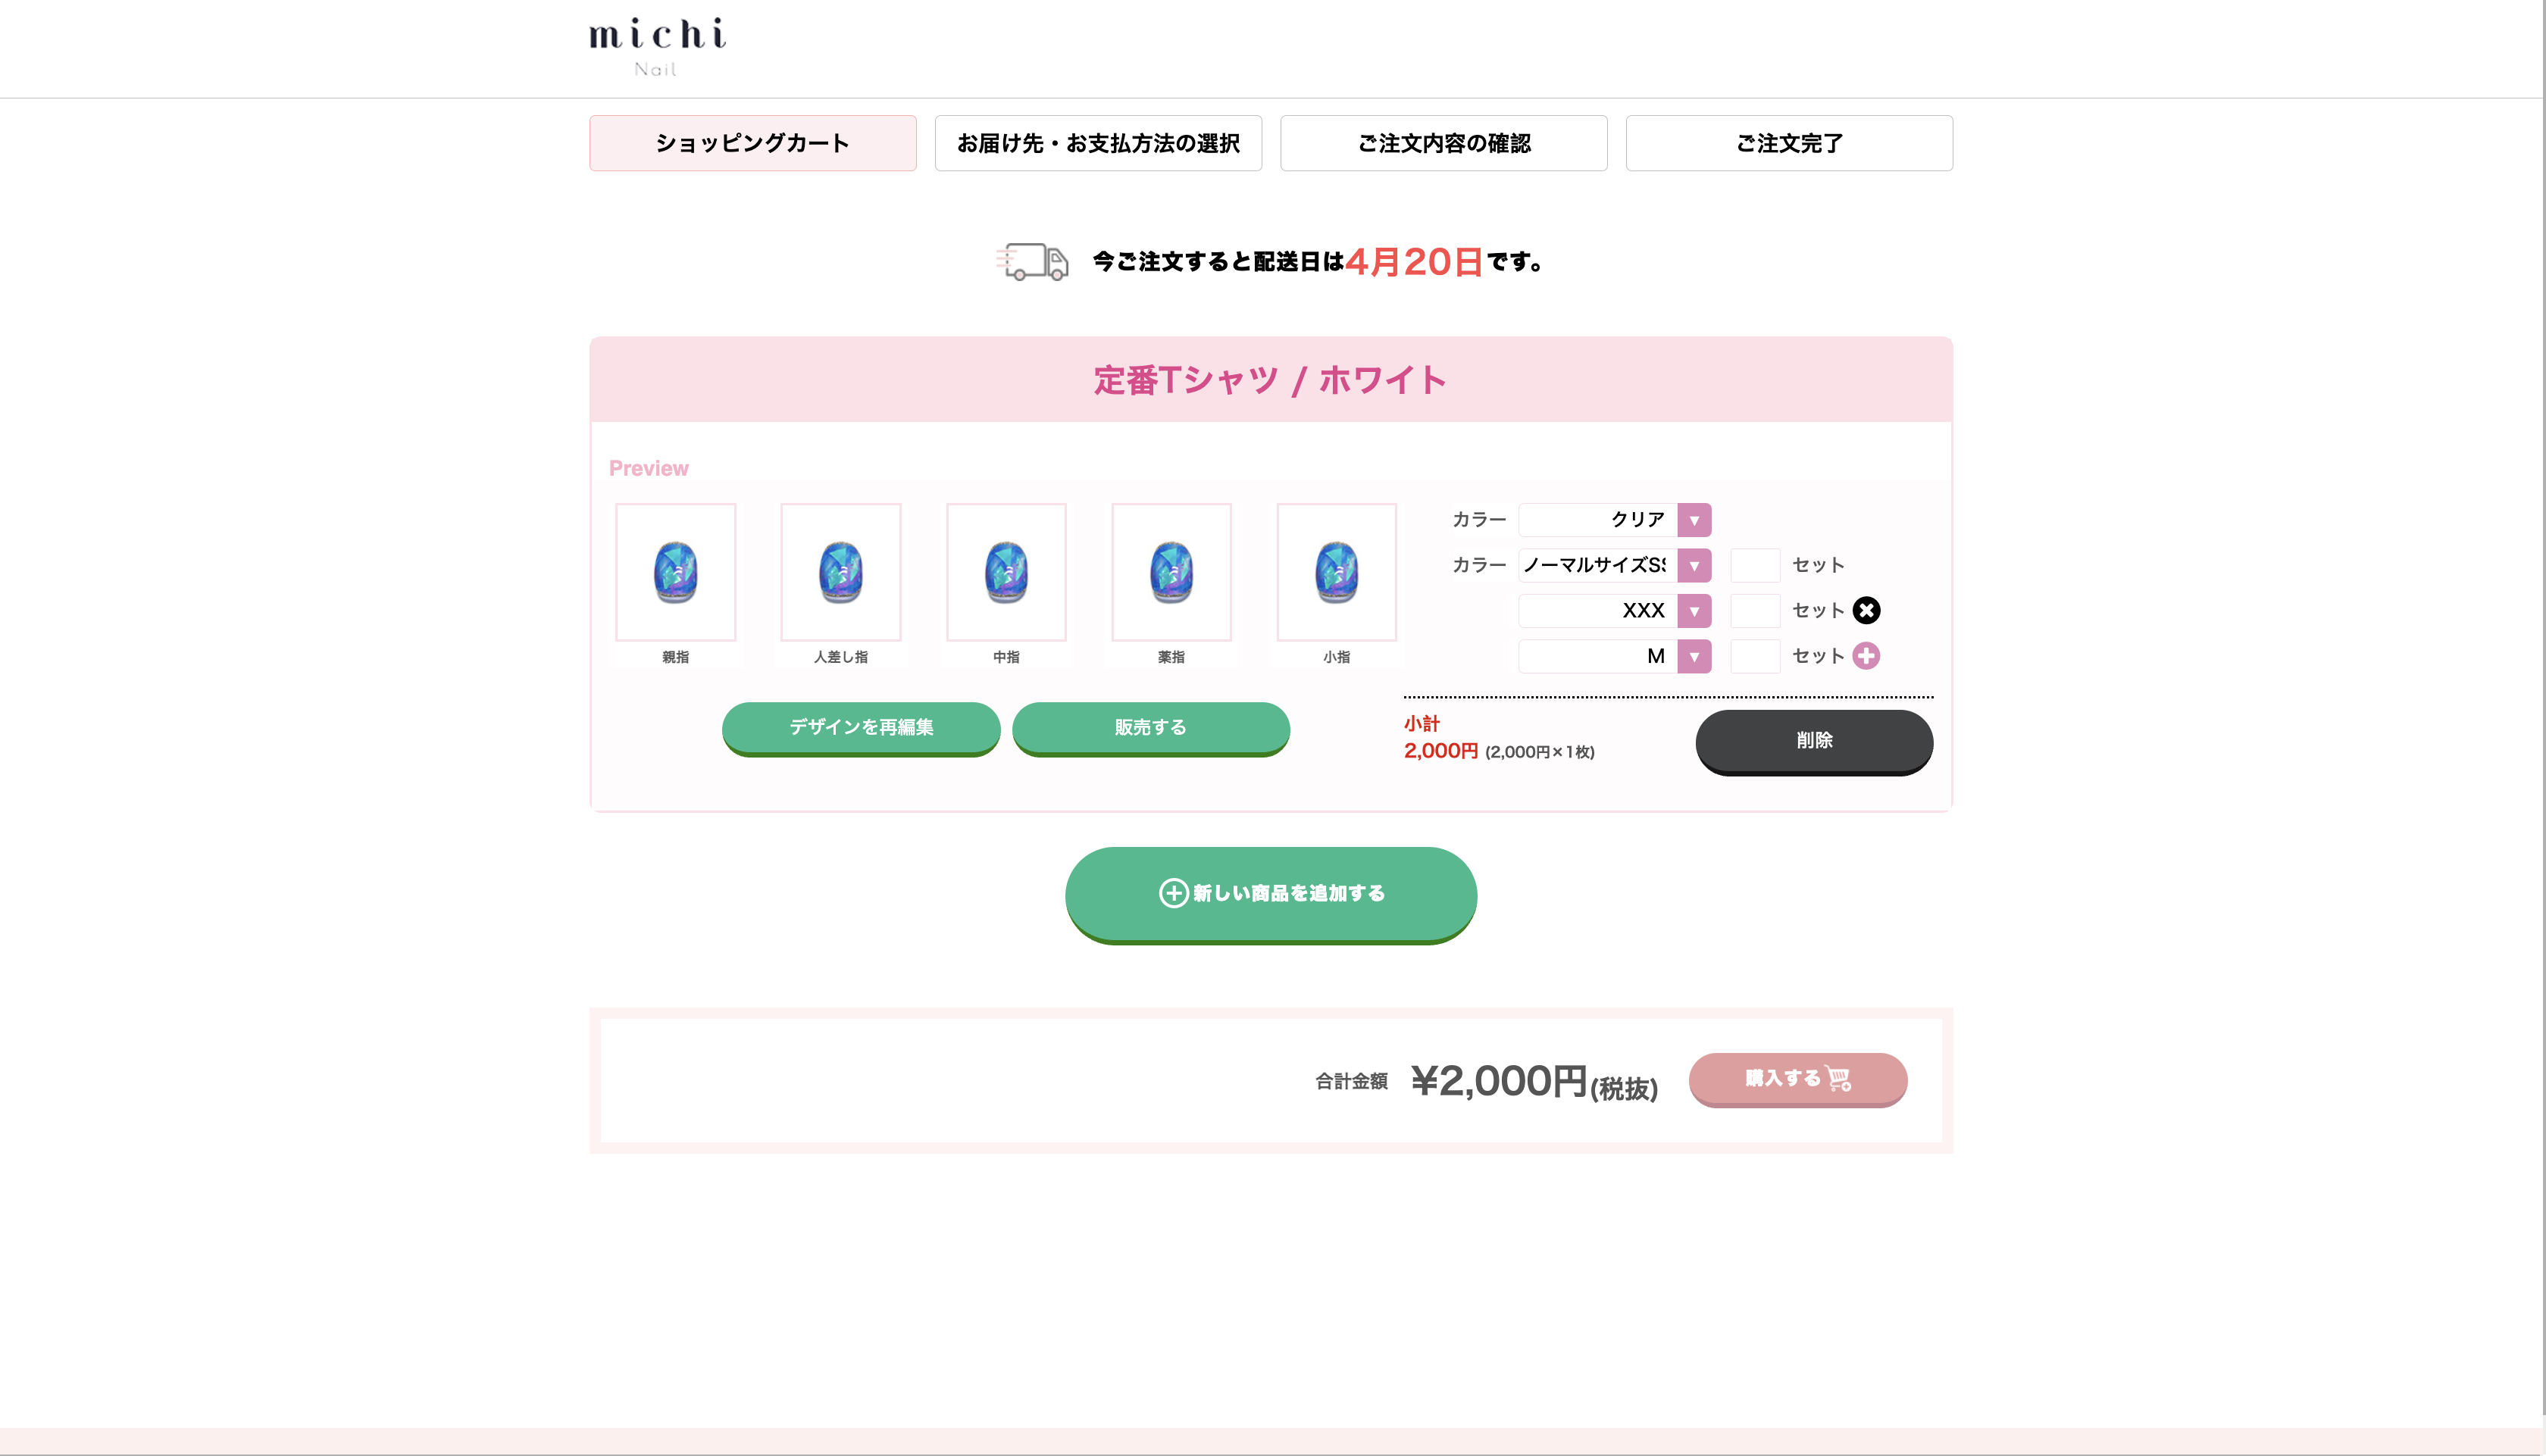 michi
Nail
ショッピングカート
お届け先・お支払方法の選択
ご注文内容の確認
ご注文完了
今ご注文すると配送日は4月20日です。
定番Tシャツ / ホワイト
Preview
親指
人差し指
中指
薬指
小指
カラー クリア ▼
カラー ノーマルサイズSS ▼ セット
XXX ▼ セット
M ▼ セット
デザインを再編集
販売する
小計
2,000円 (2,000円×1枚)
削除
新しい商品を追加する
合計金額 ¥2,000円(税抜)
購入する